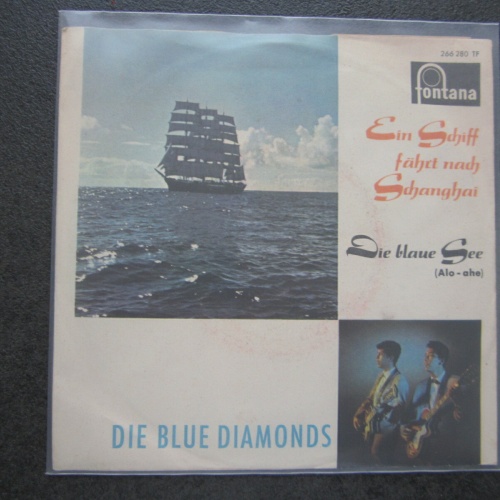 266 280 TF
fontana
Ein Schiff
fährt nach
Schanghai
Die blaue See
(Alo-ahe)
DIE BLUE DIAMONDS